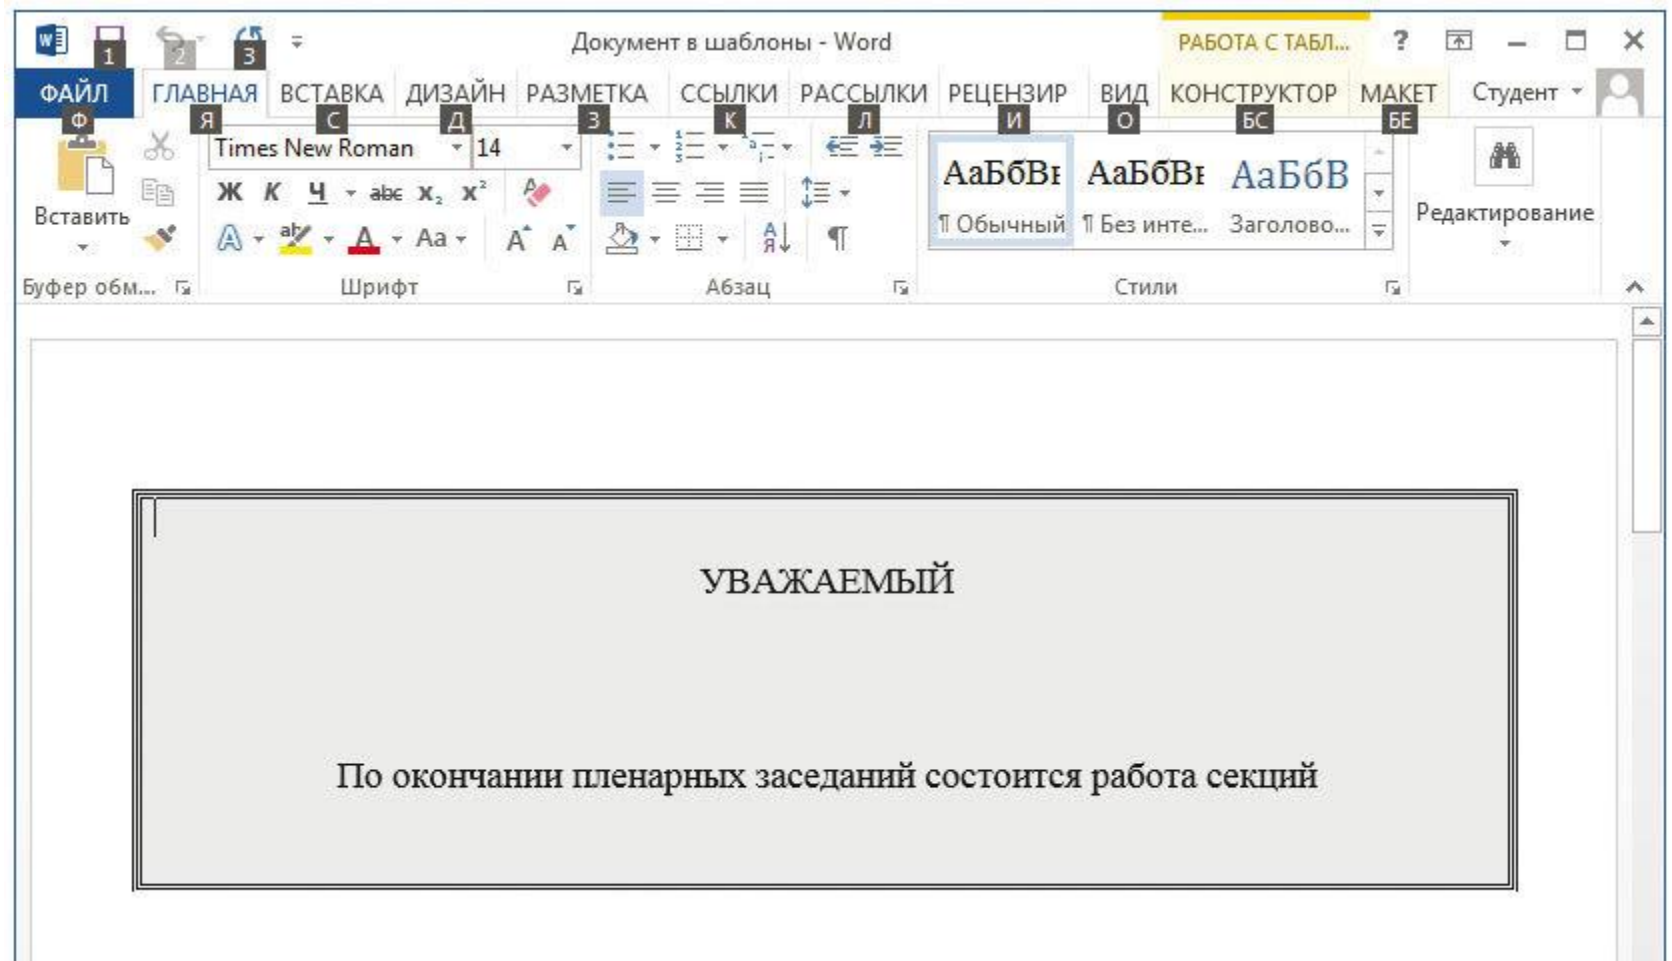 Документ в шаблоны - Word
РАБОТА С ТАБЛ...
?
1
2
3
ФАЙЛ ГЛАВНАЯ ВСТАВКА ДИЗАЙН РАЗМЕТКА ССЫЛКИ РАССЫЛКИ РЕЦЕНЗИР ВИД КОНСТРУКТОР МАКЕТ Студент
Ф Я С Д З К Л И О БС БЕ
Times New Roman 14
Вставить
Ж К Ч abc X₂ X²
A ab A Aa A A
А Я ¶
АаБбВı АаБбВı АаБбВ
¶ Обычный ¶ Без инте... Заголово...
Редактирование
Буфер обм... Шрифт Абзац Стили
УВАЖАЕМЫЙ
По окончании пленарных заседаний состоится работа секций